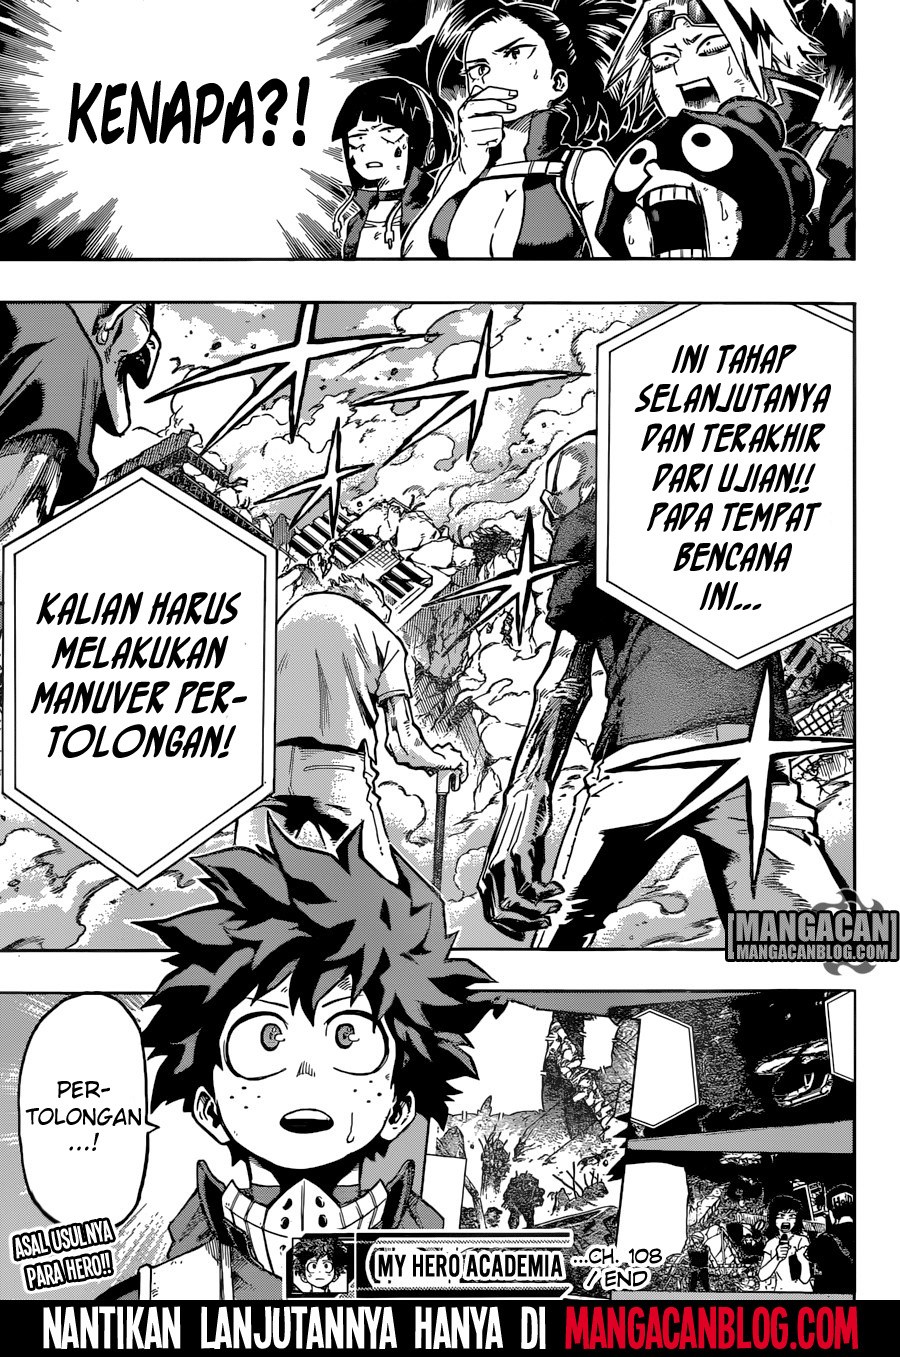 KENAPA?!
INI TAHAP
SELANJUTANYA
DAN TERAKHIR
DARI UJIAN!!
PADA TEMPAT
BENCANA
INI...
KALIAN HARUS
MELAKUKAN
MANUVER PER-
TOLONGAN!
MANGACAN
MANGACANBLOG.COM
PER-
TOLONGAN
...!
ASAL USULNYA
PARA HERO!!
MY HERO ACADEMIA
...CH. 108
/ END
NANTIKAN LANJUTANNYA HANYA DI MANGACANBLOG.COM